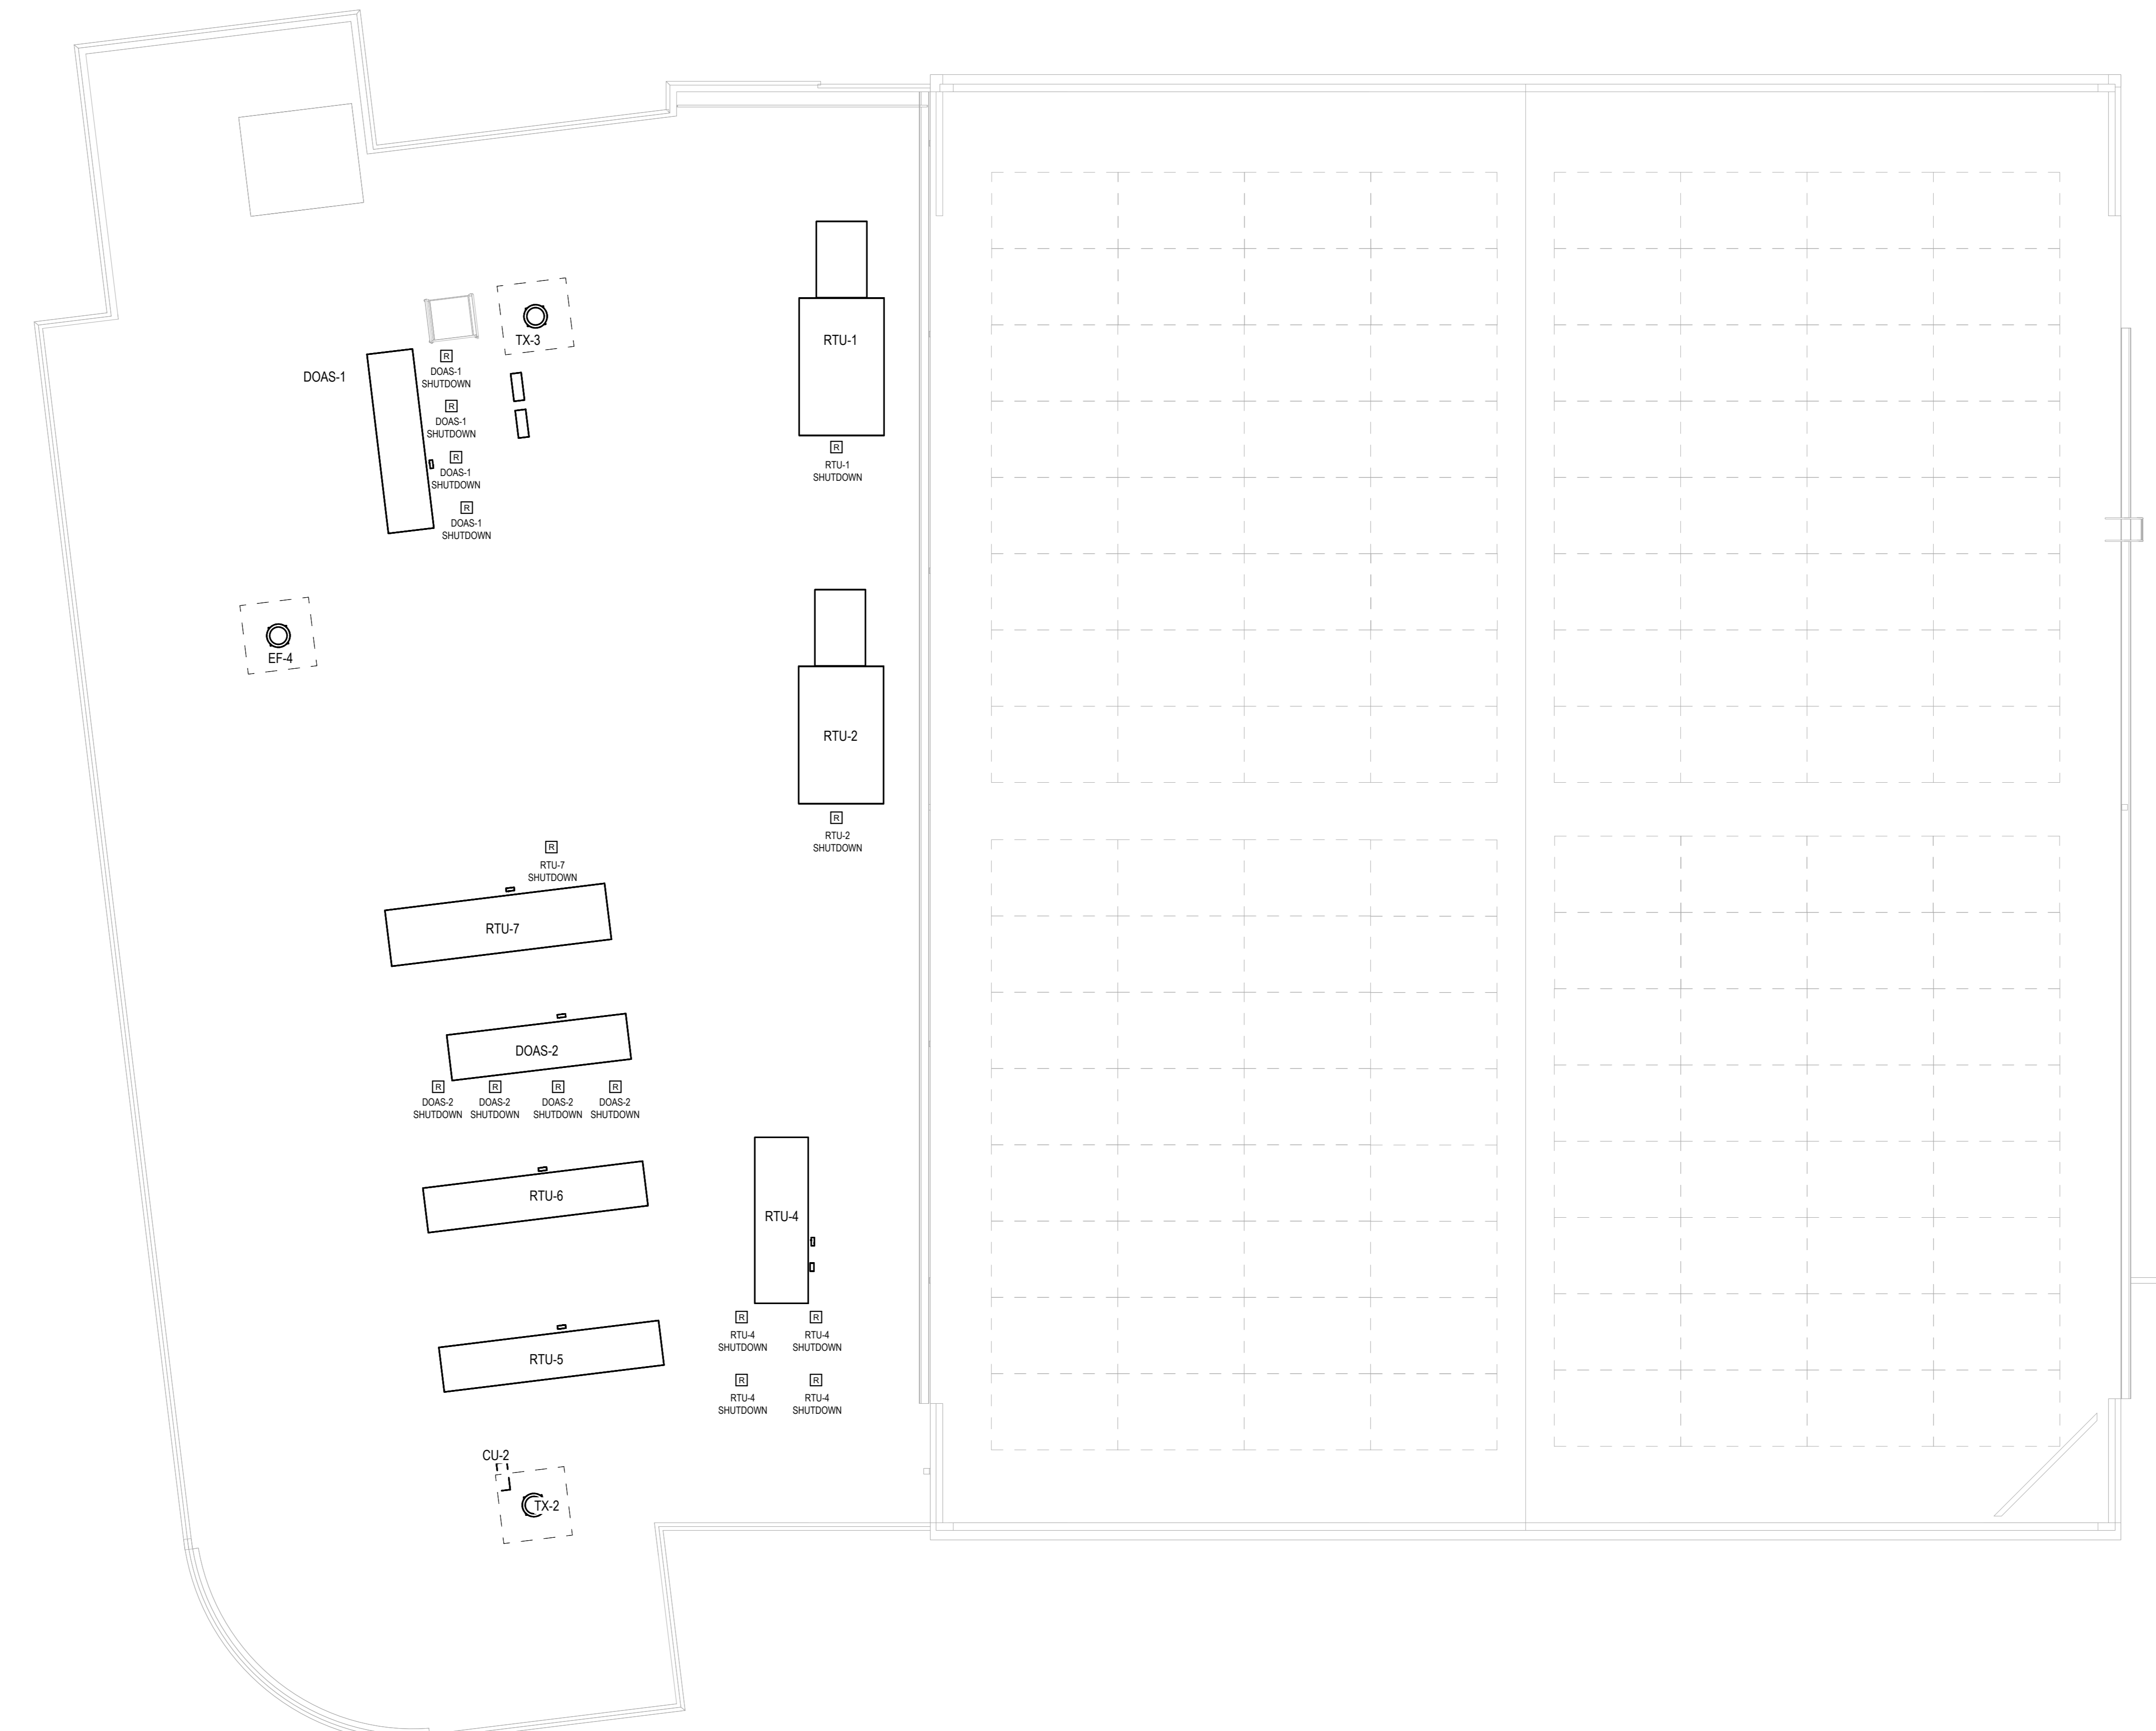 TX-3
RTU-1
R
DOAS-1
SHUTDOWN
DOAS-1
R
DOAS-1
SHUTDOWN
R
DOAS-1
SHUTDOWN
R
DOAS-1
SHUTDOWN
R
RTU-1
SHUTDOWN
EF-4
RTU-2
R
RTU-2
SHUTDOWN
R
RTU-7
SHUTDOWN
RTU-7
DOAS-2
R
DOAS-2
SHUTDOWN
R
DOAS-2
SHUTDOWN
R
DOAS-2
SHUTDOWN
R
DOAS-2
SHUTDOWN
RTU-6
RTU-4
R
RTU-4
SHUTDOWN
R
RTU-4
SHUTDOWN
RTU-5
R
RTU-4
SHUTDOWN
R
RTU-4
SHUTDOWN
CU-2
TX-2